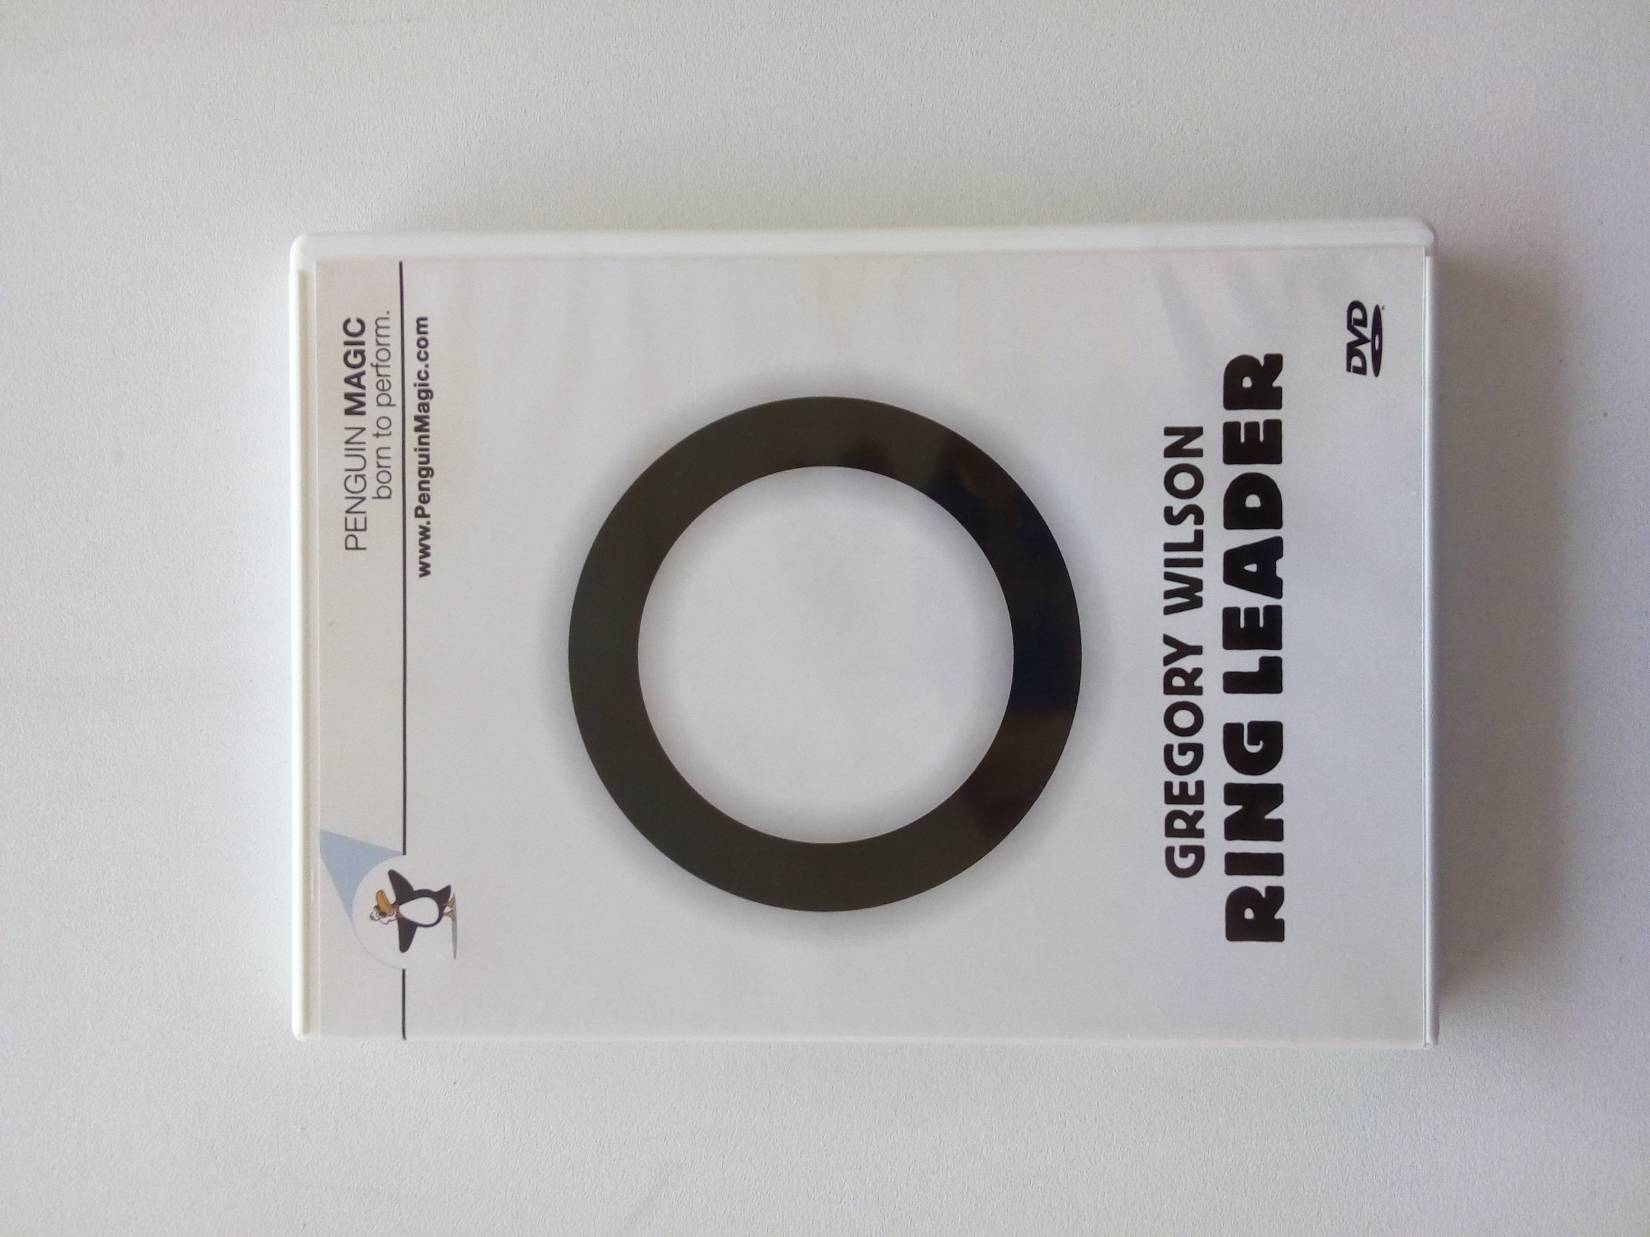 PENGUIN MAGIC
born to perform.
www.PenguinMagic.com
GREGORY WILSON
RING LEADER
DVD